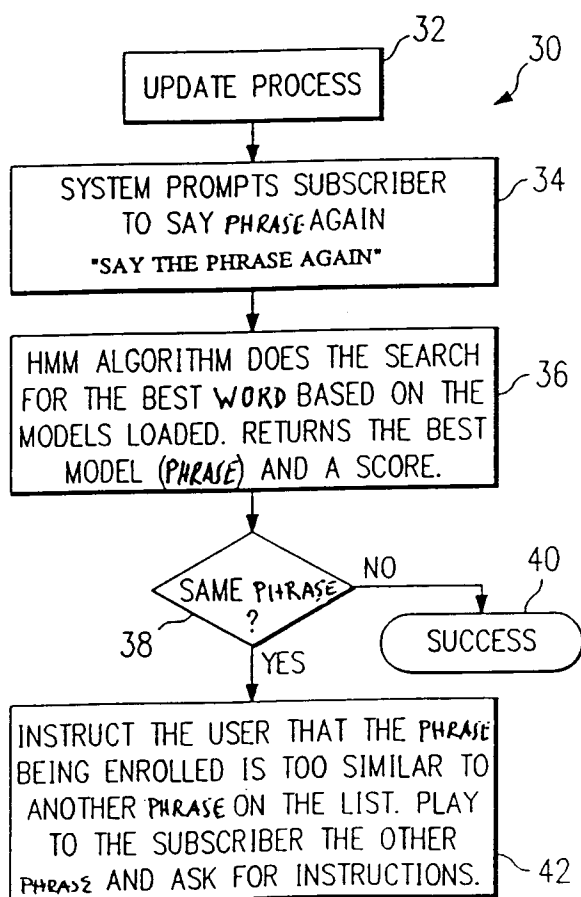 32
30
UPDATE PROCESS
34
SYSTEM PROMPTS SUBSCRIBER
TO SAY PHRASE AGAIN
"SAY THE PHRASE AGAIN"
36
HMM ALGORITHM DOES THE SEARCH
FOR THE BEST WORD BASED ON THE
MODELS LOADED. RETURNS THE BEST
MODEL (PHRASE) AND A SCORE.
SAME PHRASE
?
38
NO
40
SUCCESS
YES
INSTRUCT THE USER THAT THE PHRASE
BEING ENROLLED IS TOO SIMILAR TO
ANOTHER PHRASE ON THE LIST. PLAY
TO THE SUBSCRIBER THE OTHER
PHRASE AND ASK FOR INSTRUCTIONS.
42